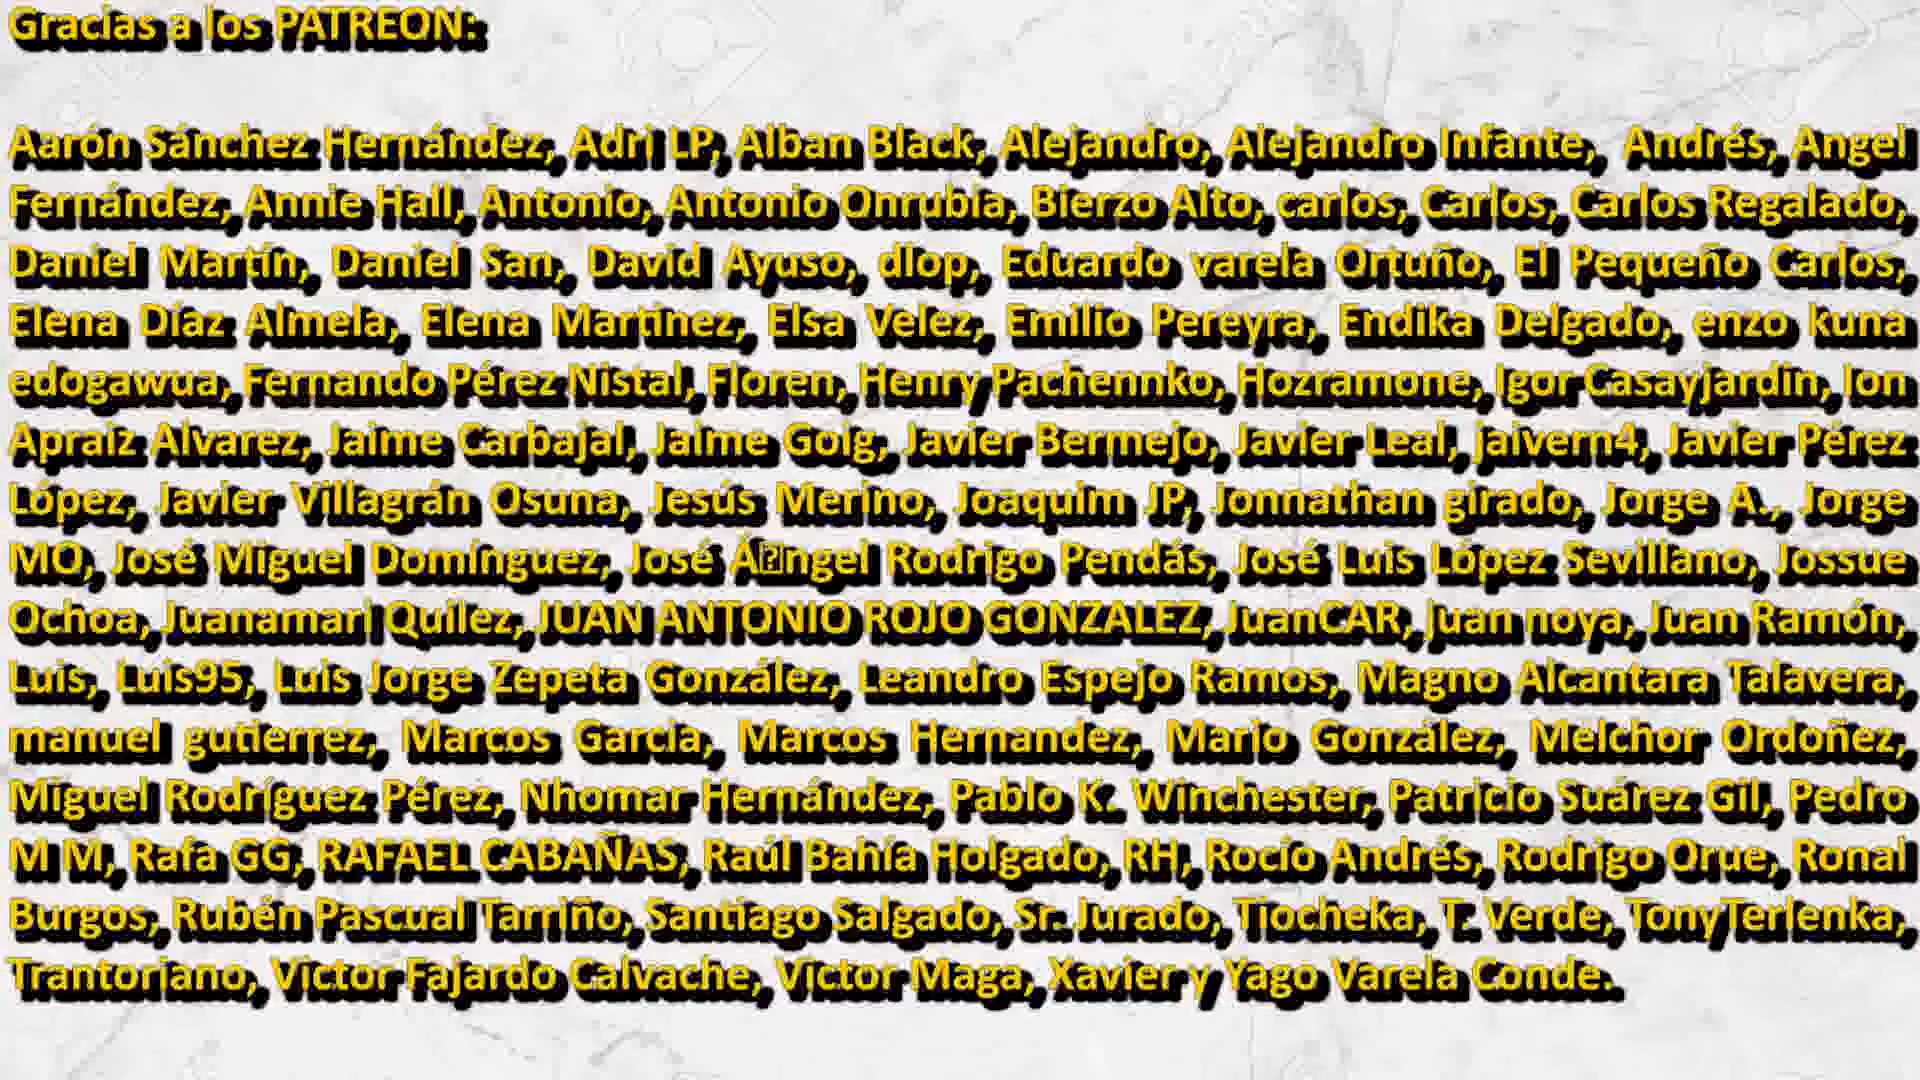 Gracias a los PATREON:
Aarón Sánchez Hernández, Adri LP, Alban Black, Alejandro, Alejandro Infante, Andrés, Angel
Fernández, Annie Hall, Antonio, Antonio Onrubia, Bierzo Alto, carlos, Carlos, Carlos Regalado,
Daniel Martín, Daniel San, David Ayuso, dlop, Eduardo varela Ortuño, El Pequeño Carlos,
Elena Díaz Almela, Elena Martínez, Elsa Velez, Emilio Pereyra, Endika Delgado, enzo kuna
edogawua, Fernando Pérez Nistal, Floren, Henry Pachennko, Hozramone, Igor Casayjardin, Ion
Apraiz Alvarez, Jaime Carbajal, Jaime Goig, Javier Bermejo, Javier Leal, jaivern4, Javier Pérez
López, Javier Villagrán Osuna, Jesús Merino, Joaquim JP, Jonnathan girado, Jorge A., Jorge
MO, José Miguel Domínguez, José Á�ngel Rodrigo Pendás, José Luis López Sevillano, Jossue
Ochoa, Juanamari Quilez, JUAN ANTONIO ROJO GONZALEZ, JuanCAR, juan noya, Juan Ramón,
Luis, Luis95, Luis Jorge Zepeta González, Leandro Espejo Ramos, Magno Alcantara Talavera,
manuel gutierrez, Marcos García, Marcos Hernandez, Mario González, Melchor Ordoñez,
Miguel Rodríguez Pérez, Nhomar Hernández, Pablo K. Winchester, Patricio Suárez Gil, Pedro
M M, Rafa GG, RAFAEL CABAÑAS, Raúl Bahía Holgado, RH, Rocío Andrés, Rodrigo Orue, Ronal
Burgos, Rubén Pascual Tarriño, Santiago Salgado, Sr. Jurado, Tiocheka, T. Verde, TonyTerlenka,
Trantoriano, Victor Fajardo Calvache, Víctor Maga, Xavier y Yago Varela Conde.